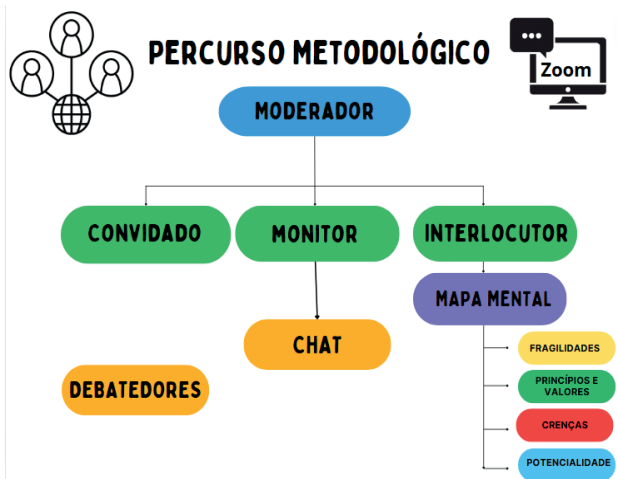 PERCURSO METODOLÓGICO
Zoom
MODERADOR
CONVIDADO
MONITOR
INTERLOCUTOR
MAPA MENTAL
CHAT
FRAGILIDADES
DEBATEDORES
PRINCÍPIOS E
VALORES
CRENÇAS
POTENCIALIDADE